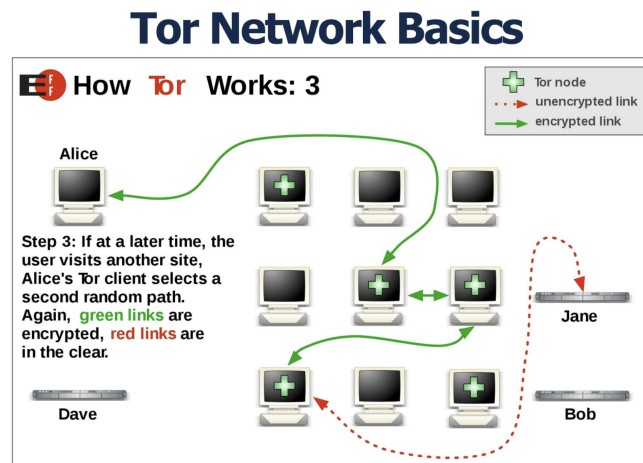 Tor Network Basics
EFF How Tor Works: 3
Tor node
unencrypted link
encrypted link
Alice
Step 3: If at a later time, the
user visits another site,
Alice's Tor client selects a
second random path.
Again, green links are
encrypted, red links are
in the clear.
Jane
Dave
Bob